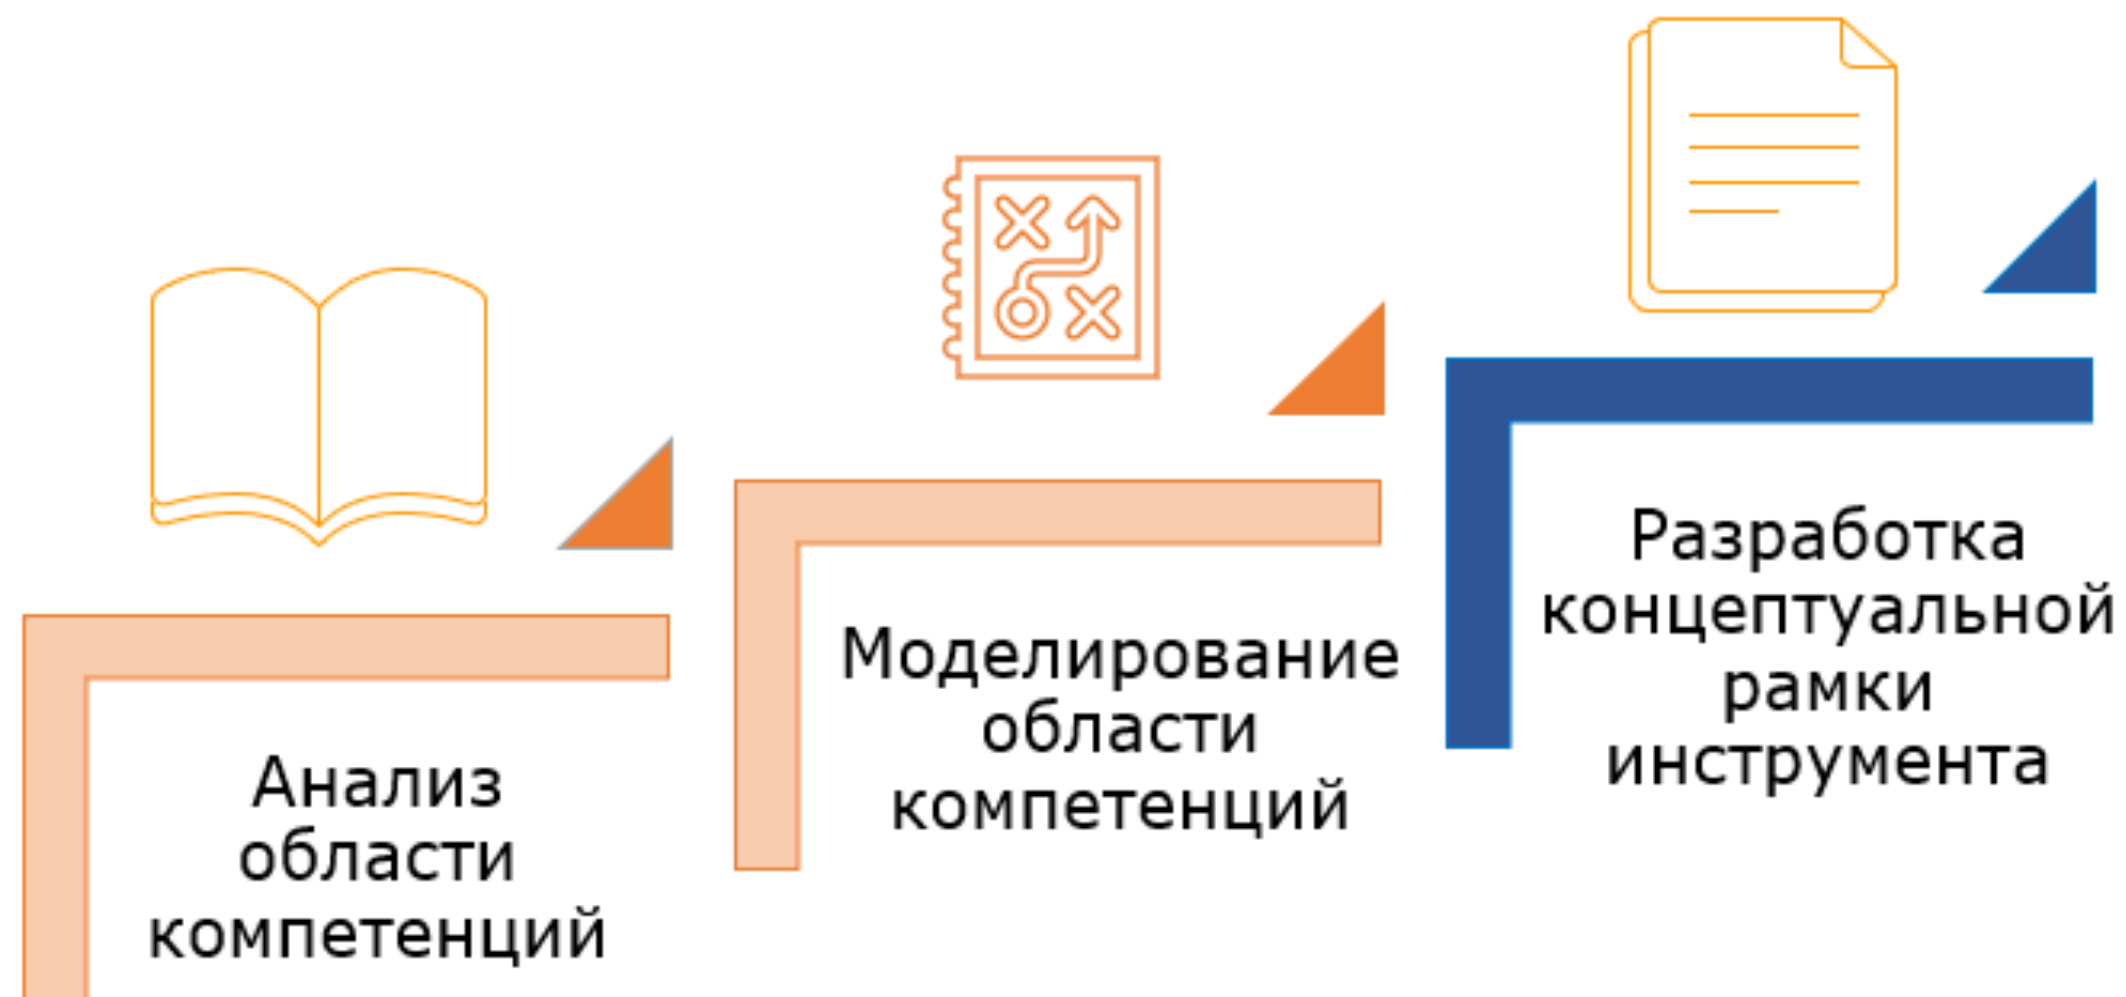 Анализ
области
компетенций
Моделирование
области
компетенций
Разработка
концептуальной
рамки
инструмента